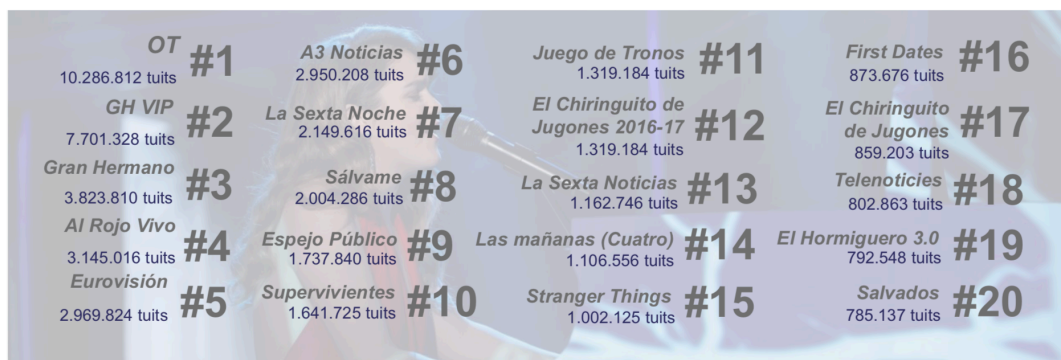 OT
10.286.812 tuits
#1
GH VIP
7.701.328 tuits
#2
Gran Hermano
3.823.810 tuits
#3
Al Rojo Vivo
3.145.016 tuits
#4
Eurovisión
2.969.824 tuits
#5
A3 Noticias
2.950.208 tuits
#6
La Sexta Noche
2.149.616 tuits
#7
Sálvame
2.004.286 tuits
#8
Espejo Público
1.737.840 tuits
#9
Supervivientes
1.641.725 tuits
#10
Juego de Tronos
1.319.184 tuits
#11
El Chiringuito de
Jugones 2016-17
1.319.184 tuits
#12
La Sexta Noticias
1.162.746 tuits
#13
Las mañanas (Cuatro)
1.106.556 tuits
#14
Stranger Things
1.002.125 tuits
#15
First Dates
873.676 tuits
#16
El Chiringuito
de Jugones
859.203 tuits
#17
Telenoticies
802.863 tuits
#18
El Hormiguero 3.0
792.548 tuits
#19
Salvados
785.137 tuits
#20